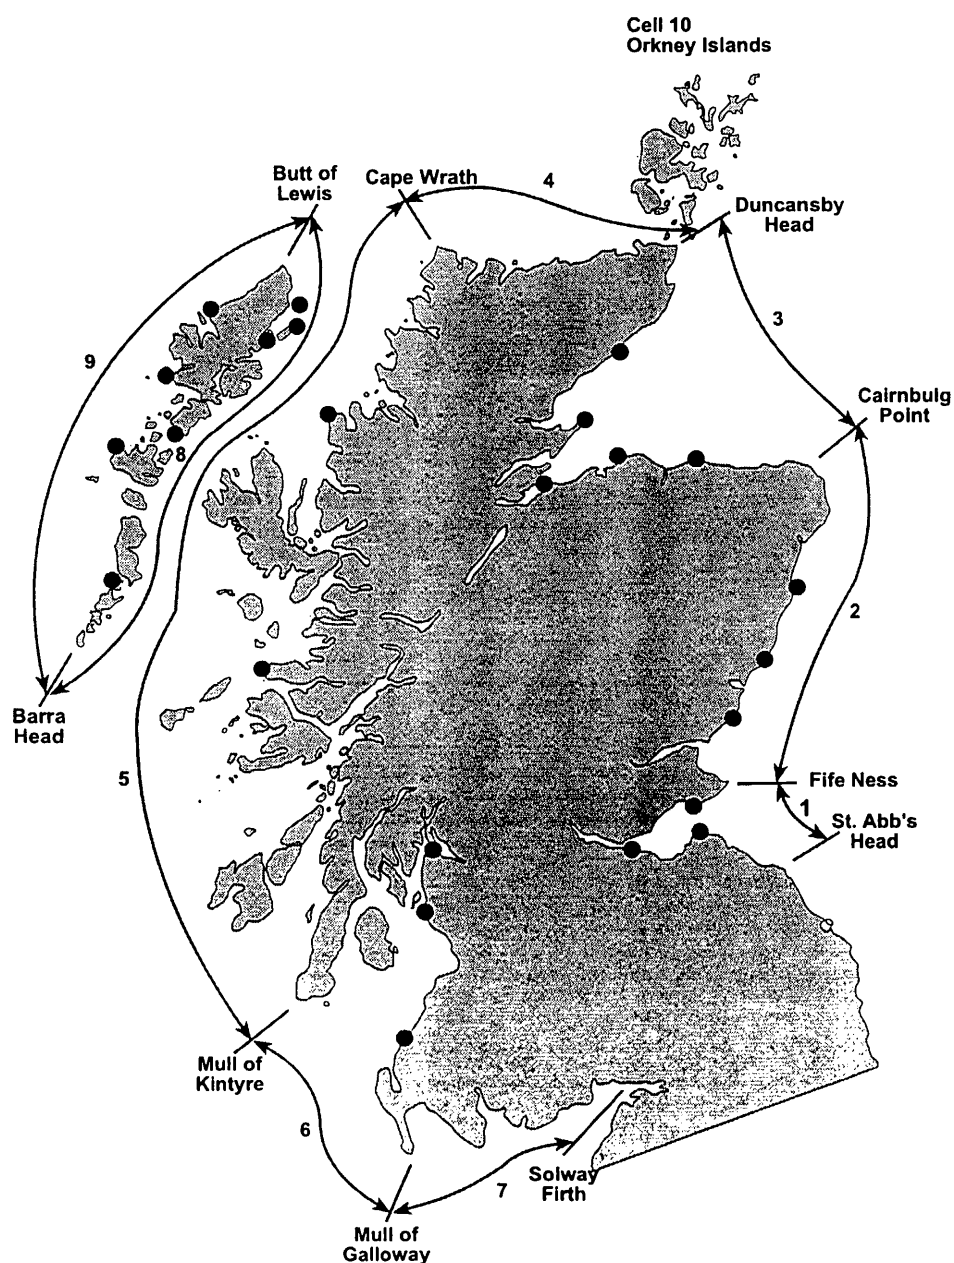 Cell 10
Orkney Islands
Butt of
Lewis
Cape Wrath
4
Duncansby
Head
3
9
Cairnbulg
Point
8
2
Barra
Head
5
Fife Ness
1
St. Abb's
Head
Mull of
Kintyre
6
Solway
Firth
7
Mull of
Galloway